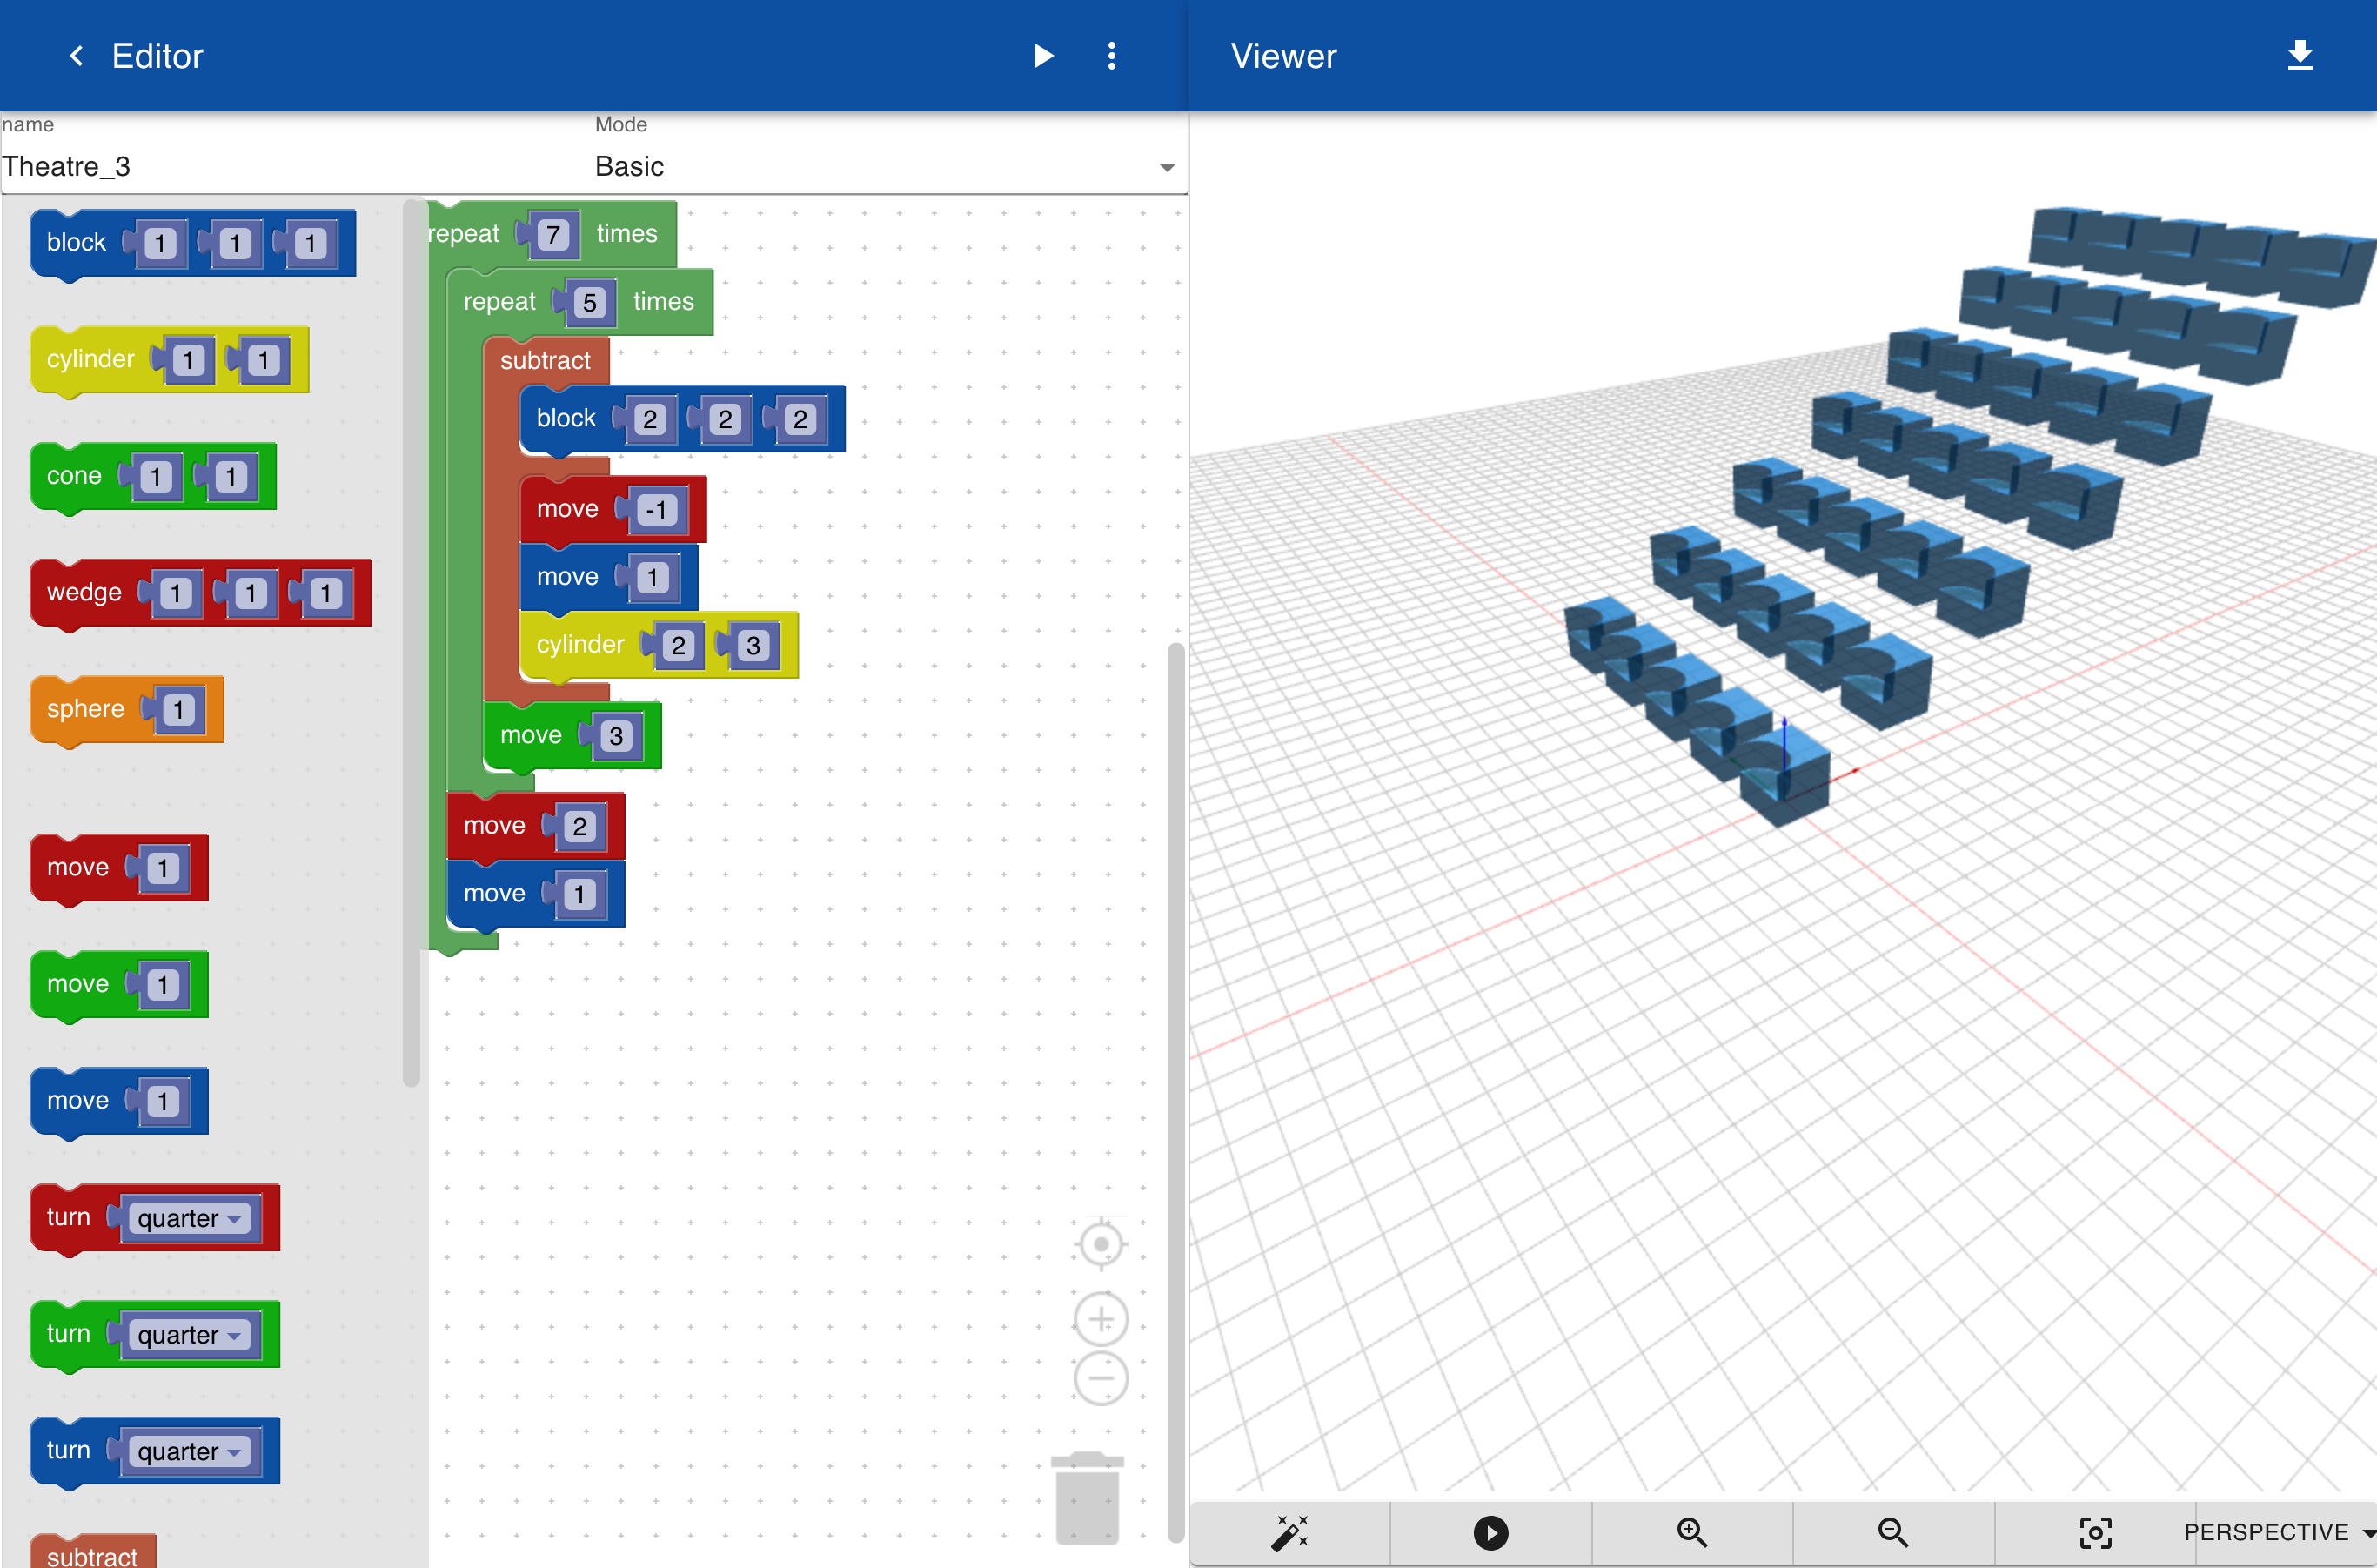 Editor
Viewer
name
Theatre_3
Mode
Basic
block 1 1 1
cylinder 1 1
cone 1 1
wedge 1 1 1
sphere 1
move 1
move 1
move 1
turn quarter
turn quarter
turn quarter
subtract
repeat 7 times
repeat 5 times
subtract
block 2 2 2
move -1
move 1
cylinder 2 3
move 3
move 2
move 1
PERSPECTIVE